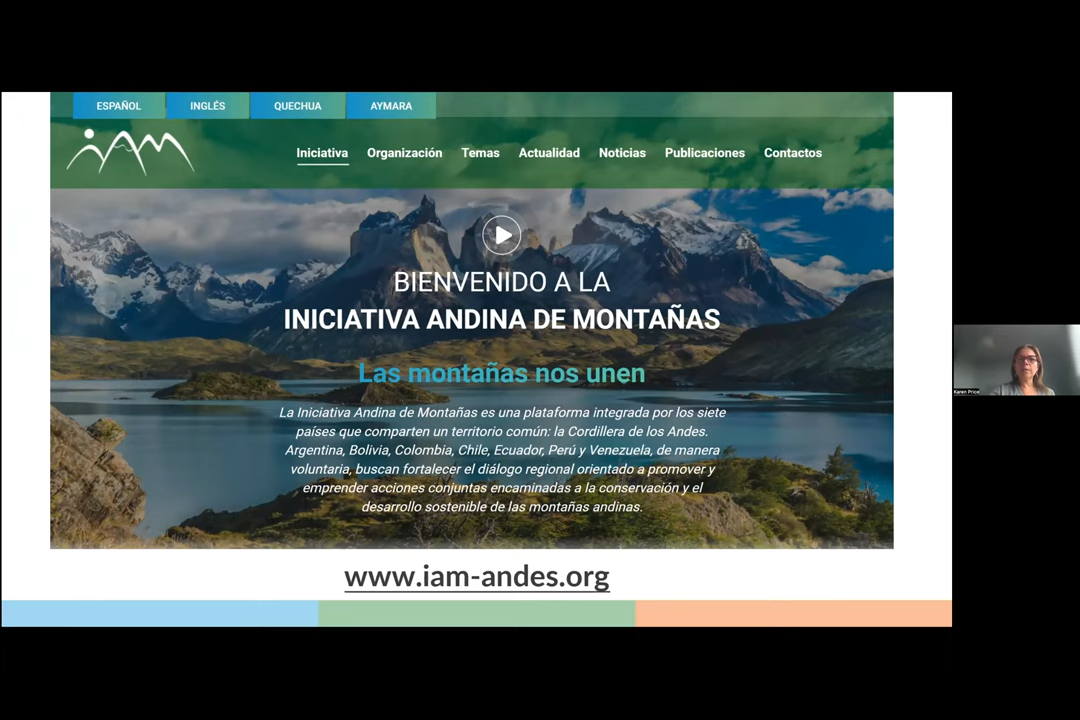 ESPAÑOL
INGLÉS
QUECHUA
AYMARA
iam
Iniciativa
Organización
Temas
Actualidad
Noticias
Publicaciones
Contactos
BIENVENIDO A LA
INICIATIVA ANDINA DE MONTAÑAS
Las montañas nos unen
La Iniciativa Andina de Montañas es una plataforma integrada por los siete
países que comparten un territorio común: la Cordillera de los Andes.
Argentina, Bolivia, Colombia, Chile, Ecuador, Perú y Venezuela, de manera
voluntaria, buscan fortalecer el diálogo regional orientado a promover y
emprender acciones conjuntas encaminadas a la conservación y el
desarrollo sostenible de las montañas andinas.
Karen Price
www.iam-andes.org